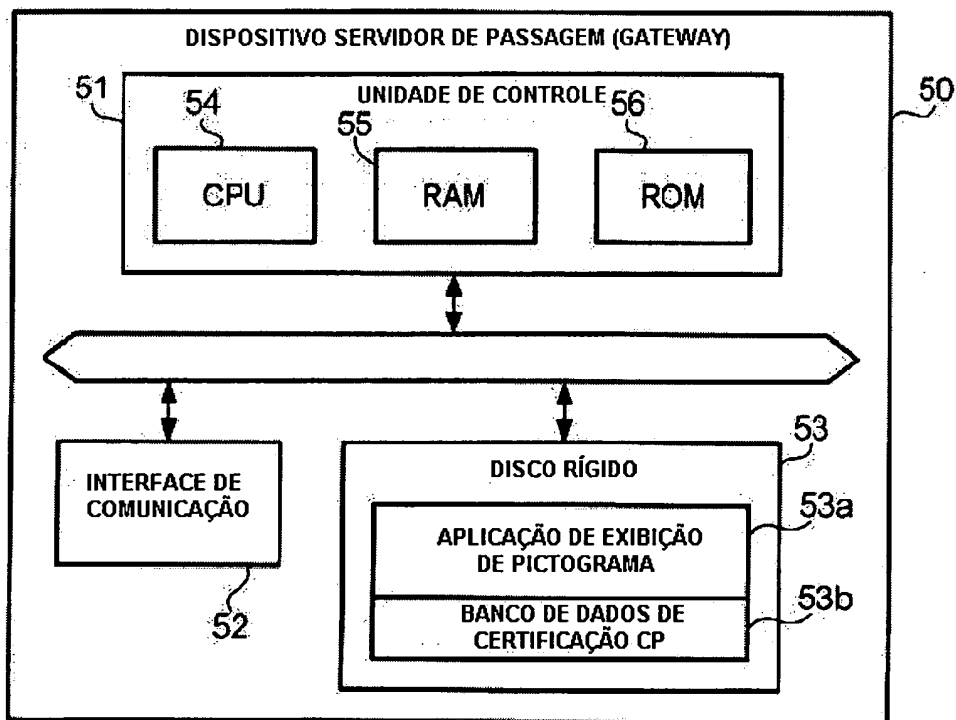 DISPOSITIVO SERVIDOR DE PASSAGEM (GATEWAY)
51
UNIDADE DE CONTROLE
50
54
55
56
CPU
RAM
ROM
53
INTERFACE DE
COMUNICAÇÃO
DISCO RÍGIDO
53a
APLICAÇÃO DE EXIBIÇÃO
DE PICTOGRAMA
53b
BANCO DE DADOS DE
CERTIFICAÇÃO CP
52